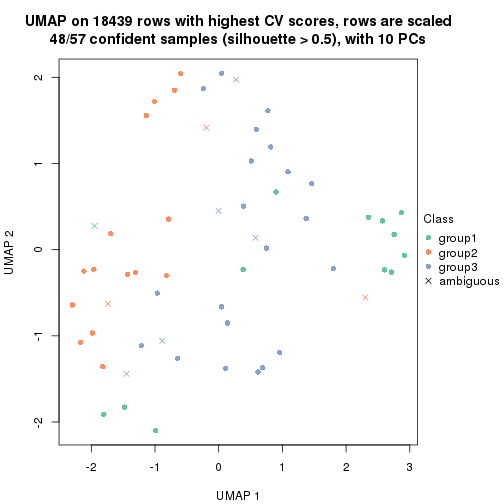 UMAP on 18439 rows with highest CV scores, rows are scaled
48/57 confident samples (silhouette > 0.5), with 10 PCs
2
1
0
-1
-2
UMAP 2
-2
-1
0
1
2
3
UMAP 1
Class
group1
group2
group3
ambiguous